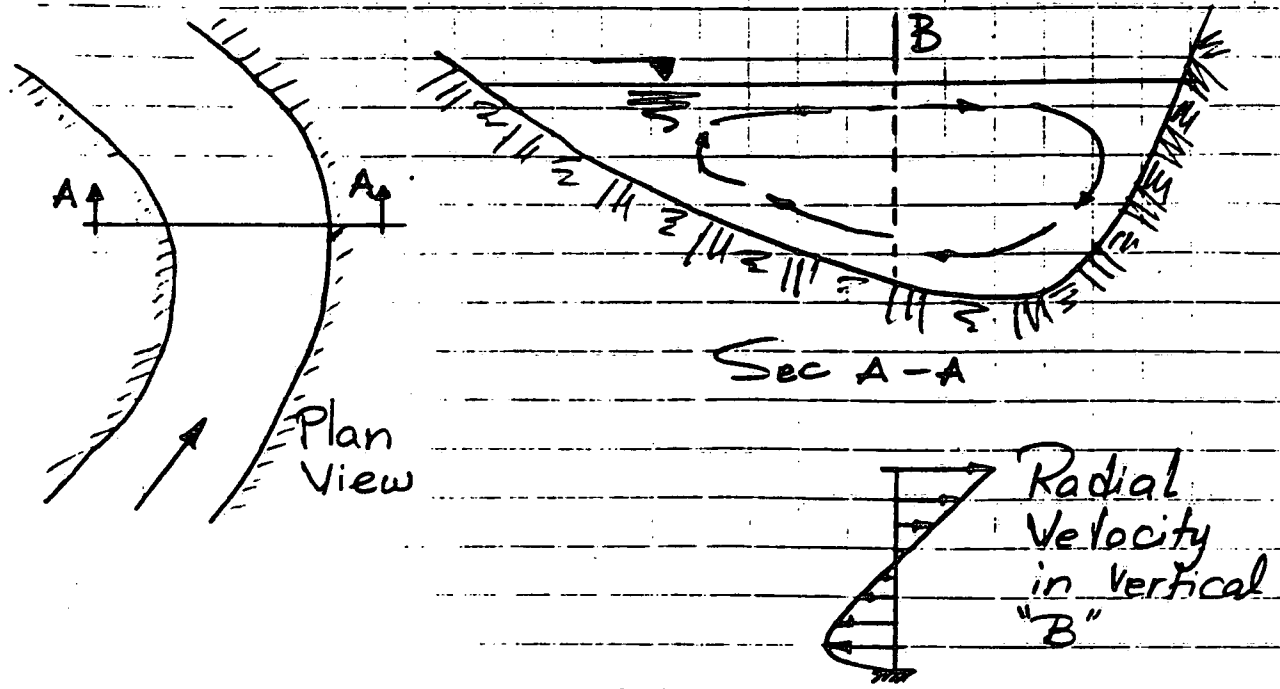 B
A
A
Sec A-A
Plan
View
Radial
Velocity
in vertical
"B"